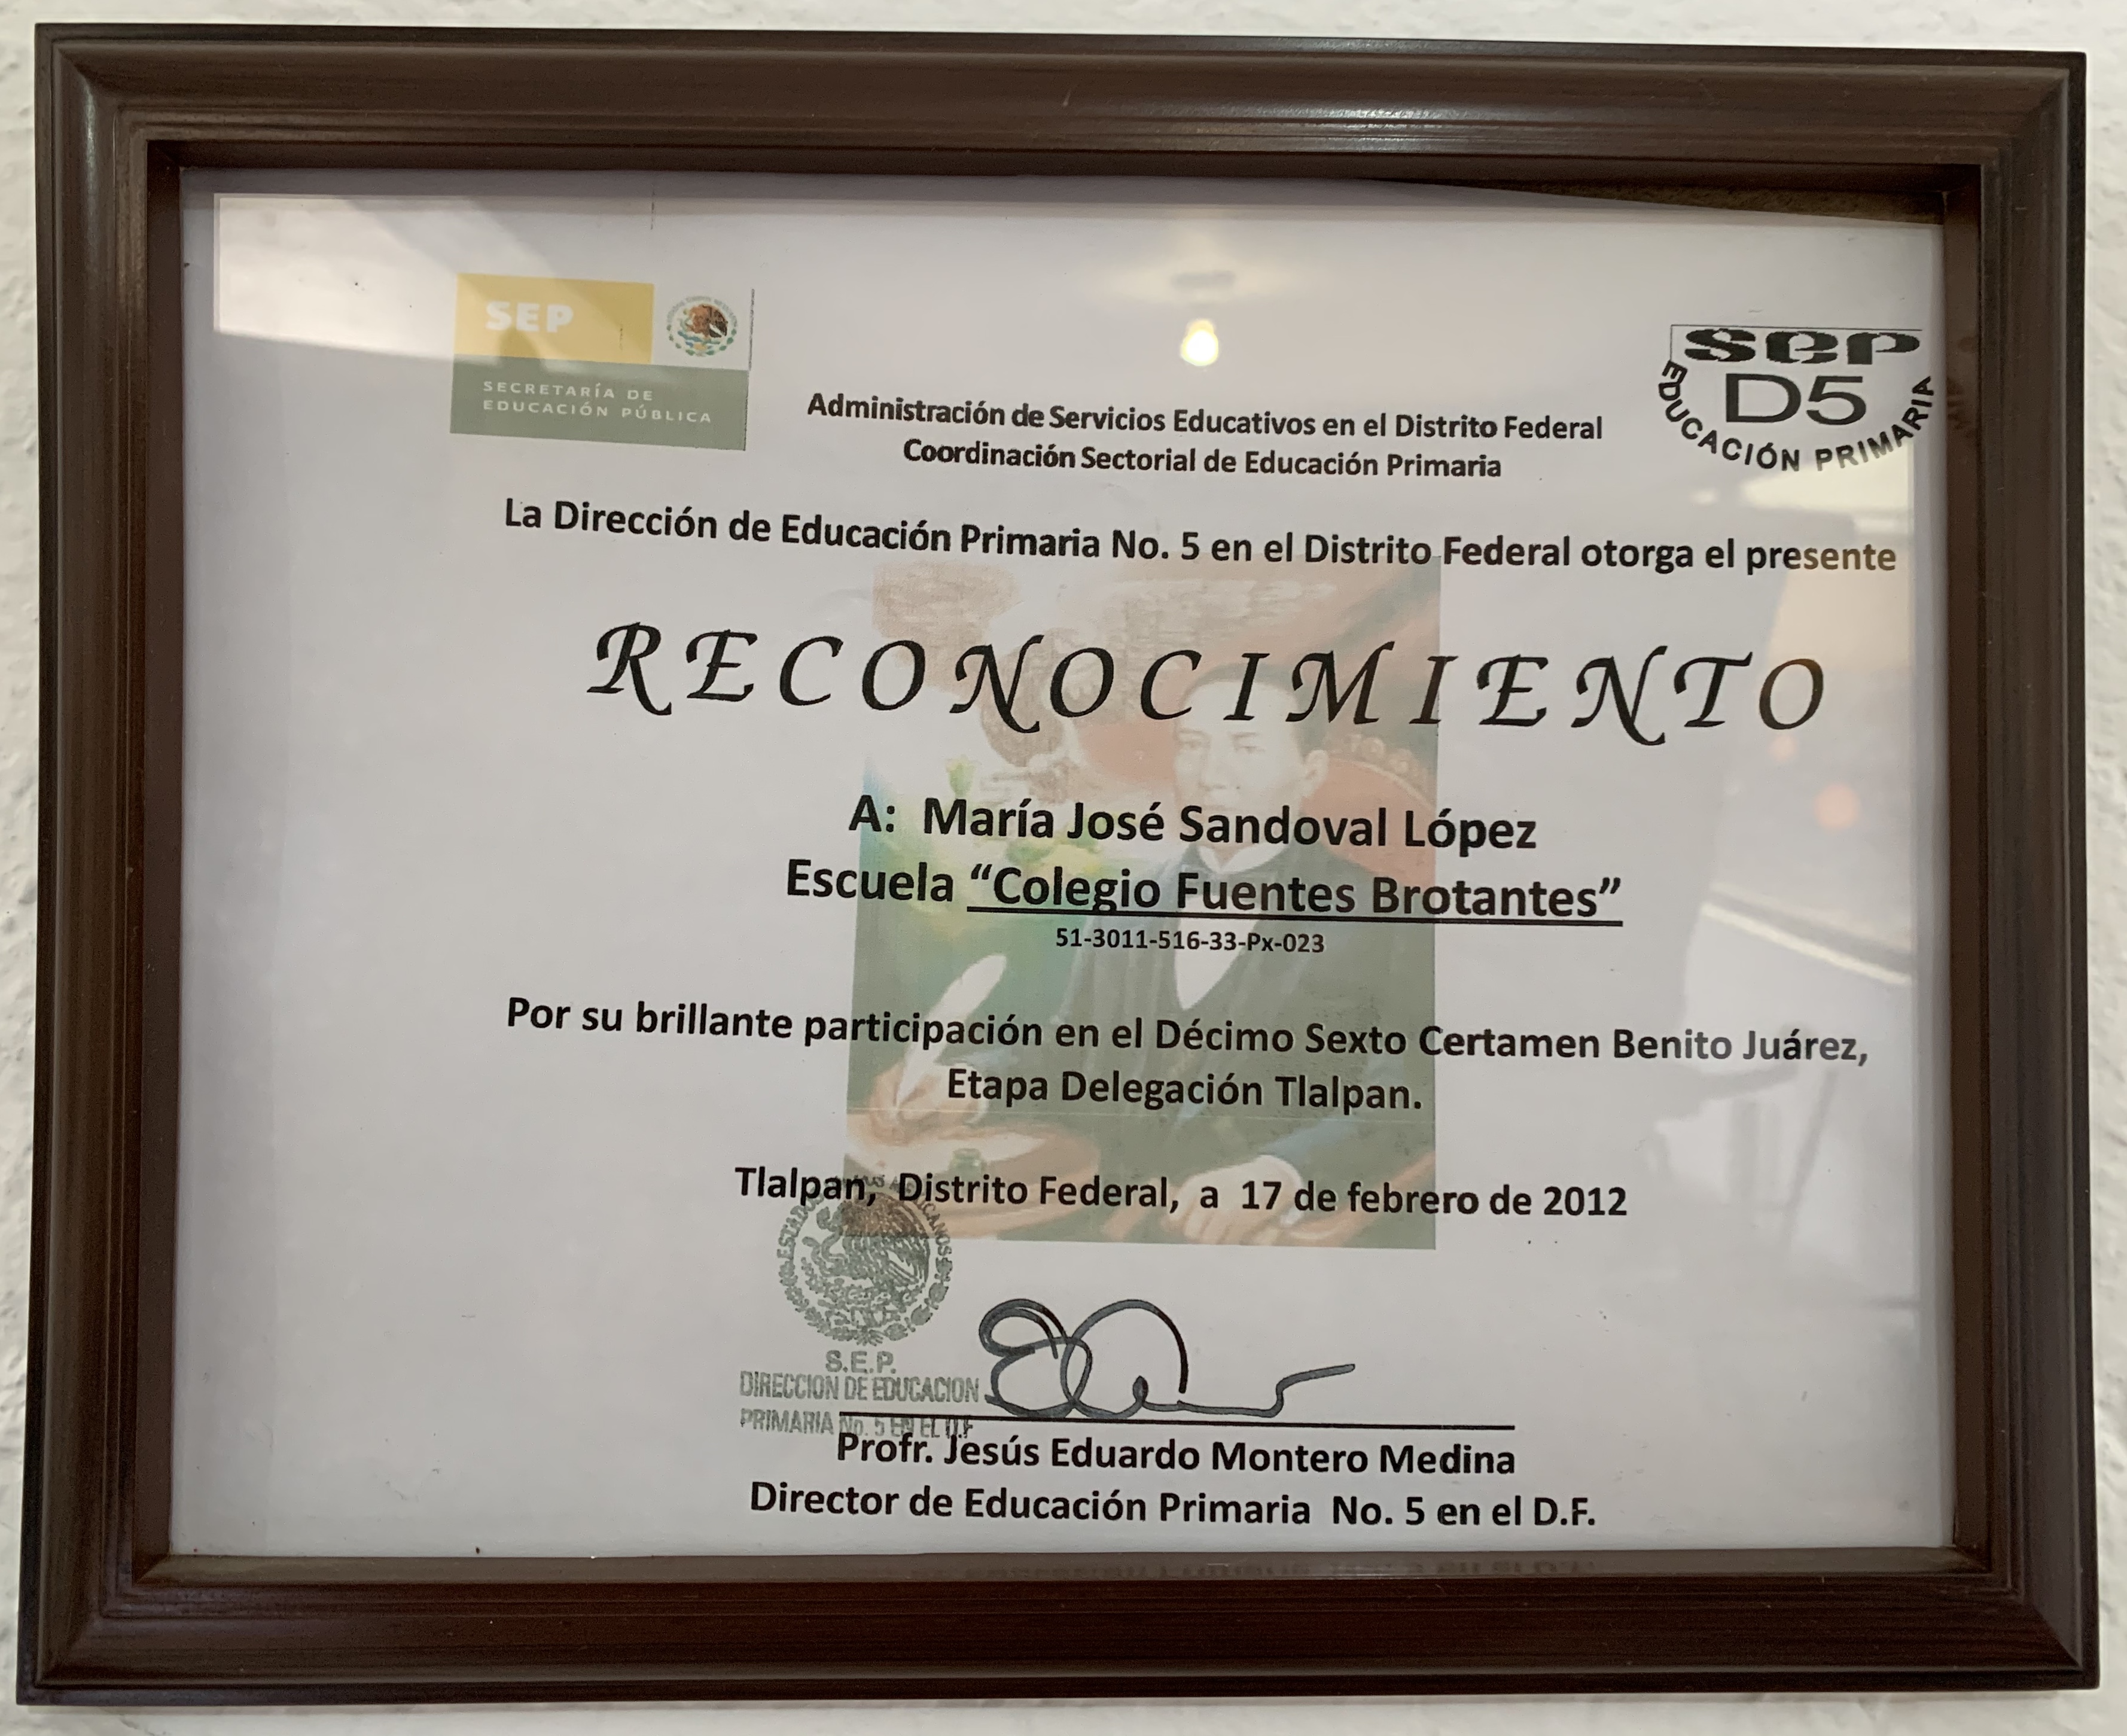 SEP
SECRETARÍA DE
EDUCACIÓN PÚBLICA
sep
D5
EDUCACIÓN PRIMARIA
Administración de Servicios Educativos en el Distrito Federal
Coordinación Sectorial de Educación Primaria
La Dirección de Educación Primaria No. 5 en el Distrito Federal otorga el presente
RECONOCIMIENTO
A: María José Sandoval López
Escuela “Colegio Fuentes Brotantes”
51-3011-516-33-Px-023
Por su brillante participación en el Décimo Sexto Certamen Benito Juárez,
Etapa Delegación Tlalpan.
Tlalpan, Distrito Federal, a 17 de febrero de 2012
S.E.P.
DIRECCION DE EDUCACION
PRIMARIA No. 5 EN EL D.F
Profr. Jesús Eduardo Montero Medina
Director de Educación Primaria No. 5 en el D.F.